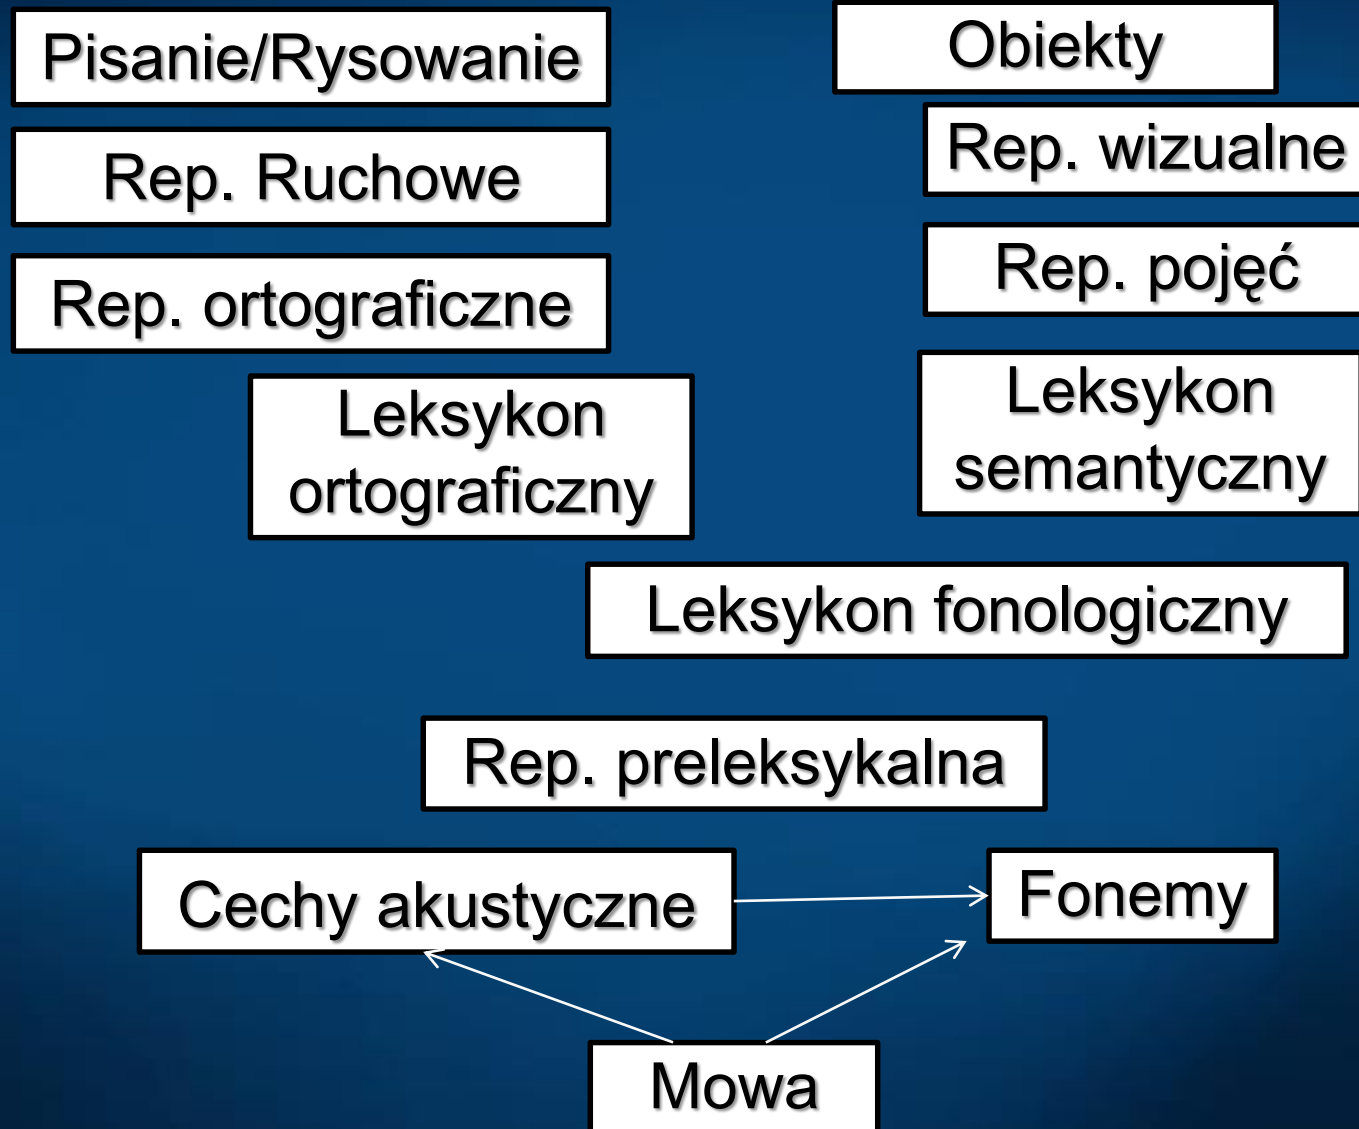 Pisanie/Rysowanie
Obiekty
Rep. Ruchowe
Rep. wizualne
Rep. ortograficzne
Rep. pojęć
Leksykon
ortograficzny
Leksykon
semantyczny
Leksykon fonologiczny
Rep. preleksykalna
Cechy akustyczne
Fonemy
Mowa